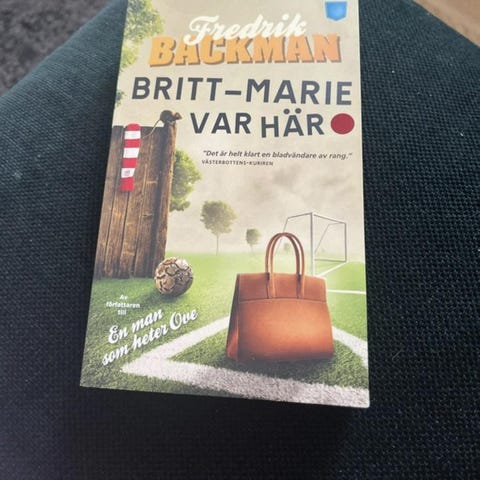 Fredrik
BACKMAN
BRITT-MARIE
VAR HÄR
"Det är helt klart en bladvändare av rang."
VÄSTERBOTTENS-KURIREN
Av
författaren
till
En man
som heter Ove